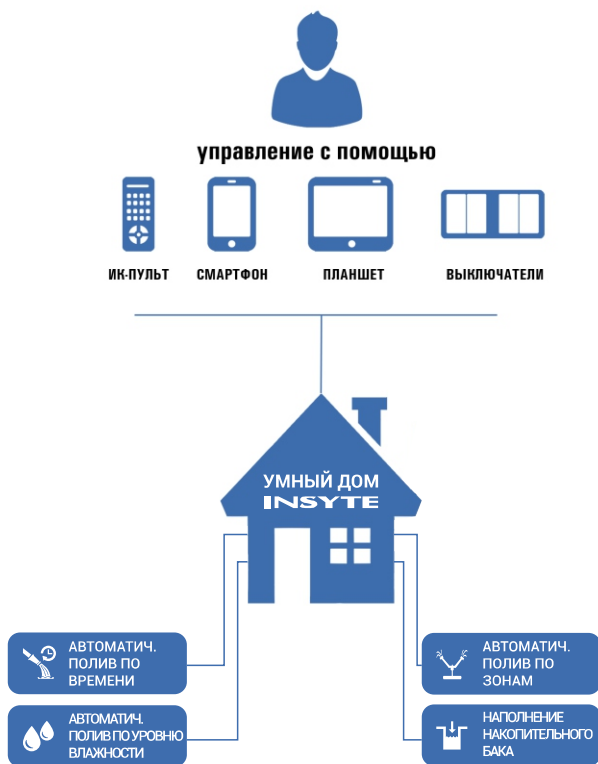 управление с помощью
ИК-ПУЛЬТ СМАРТФОН ПЛАНШЕТ ВЫКЛЮЧАТЕЛИ
УМНЫЙ ДОМ
INSYTE
АВТОМАТИЧ.
ПОЛИВ ПО
ВРЕМЕНИ
АВТОМАТИЧ.
ПОЛИВ ПО
ЗОНАМ
АВТОМАТИЧ.
ПОЛИВ ПО УРОВНЮ
ВЛАЖНОСТИ
НАПОЛНЕНИЕ
НАКОПИТЕЛЬНОГО
БАКА